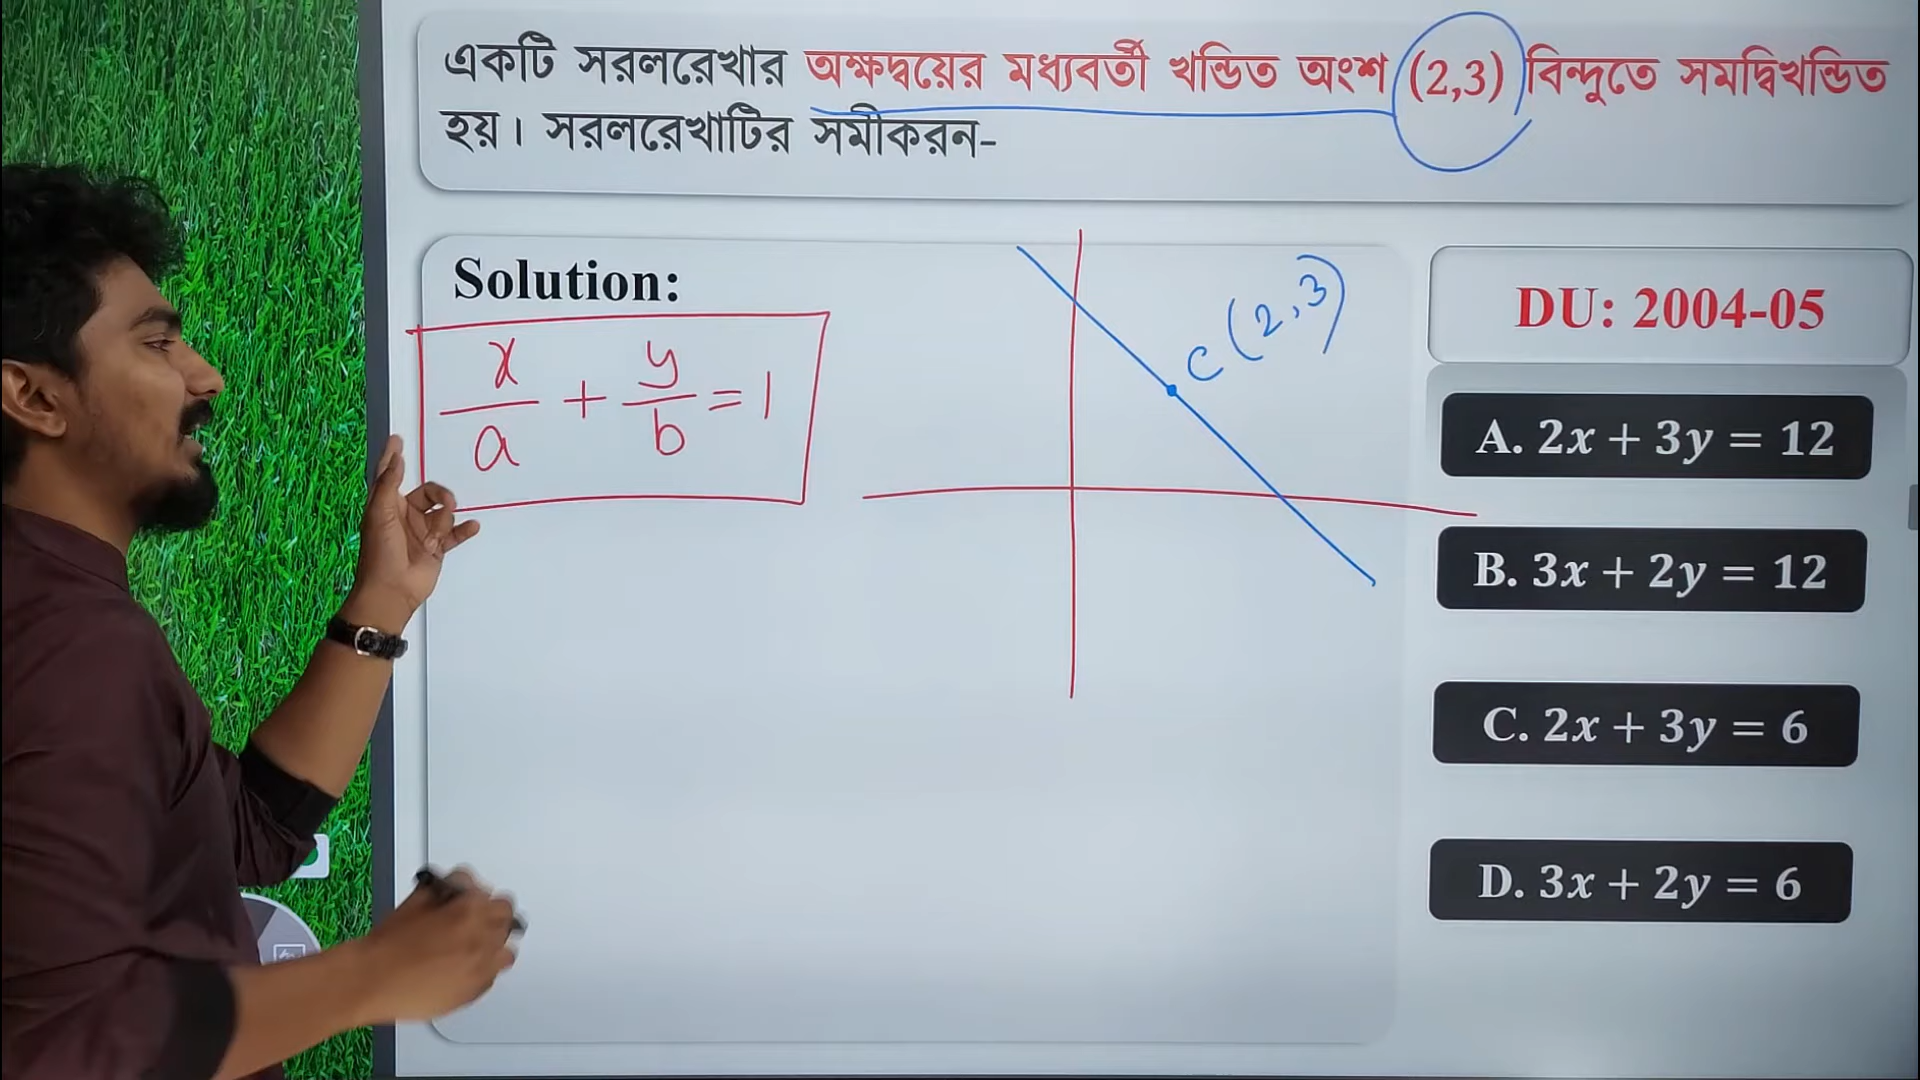 একটি সরলরেখার অক্ষদ্বয়ের মধ্যবর্তী খন্ডিত অংশ (2,3) বিন্দুতে সমদ্বিখন্ডিত
হয়। সরলরেখাটির সমীকরন-
Solution:
x/a + y/b = 1
C (2,3)
DU: 2004-05
A. 2x + 3y = 12
B. 3x + 2y = 12
C. 2x + 3y = 6
D. 3x + 2y = 6